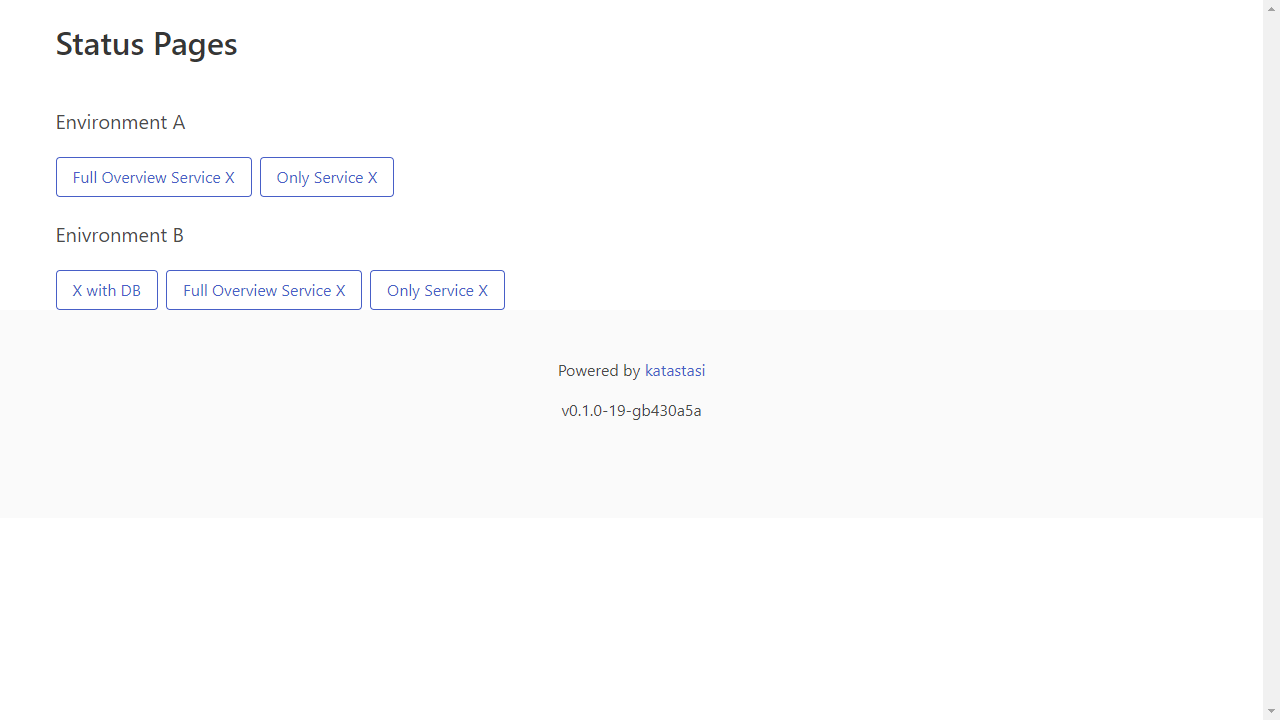 Status Pages
Environment A
Full Overview Service X Only Service X
Enivronment B
X with DB Full Overview Service X Only Service X
Powered by katastasi
v0.1.0-19-gb430a5a